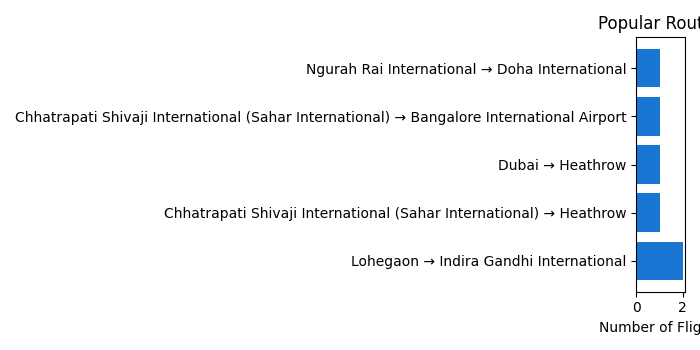 Popular Rout
Ngurah Rai International → Doha International
Chhatrapati Shivaji International (Sahar International) → Bangalore International Airport
Dubai → Heathrow
Chhatrapati Shivaji International (Sahar International) → Heathrow
Lohegaon → Indira Gandhi International
0 2
Number of Flig